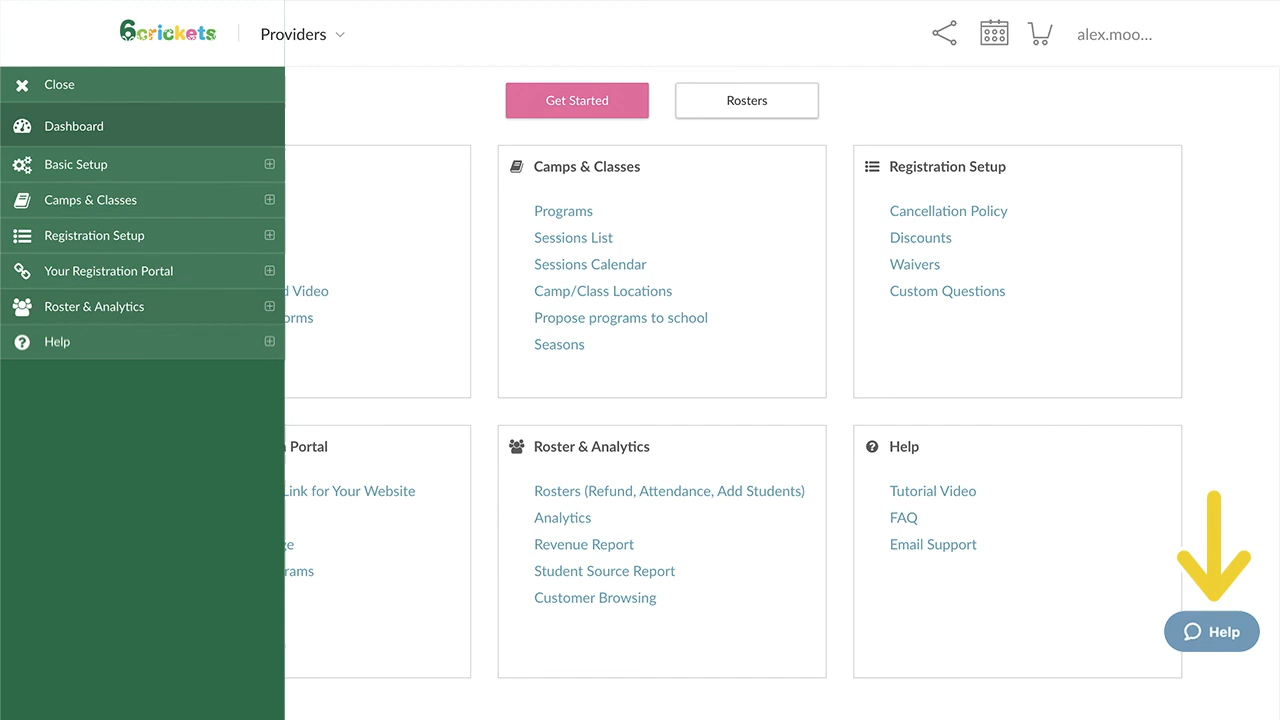 6crickets
Providers
alex.moo...
Close
Dashboard
Basic Setup
Camps & Classes
Registration Setup
Your Registration Portal
Roster & Analytics
Help
Get Started
Rosters
Video
Camps & Classes
Programs
Sessions List
Sessions Calendar
Camp/Class Locations
Propose programs to school
Seasons
Registration Setup
Cancellation Policy
Discounts
Waivers
Custom Questions
Portal
Link for Your Website
Roster & Analytics
Rosters (Refund, Attendance, Add Students)
Analytics
Revenue Report
Student Source Report
Customer Browsing
Help
Tutorial Video
FAQ
Email Support
Help